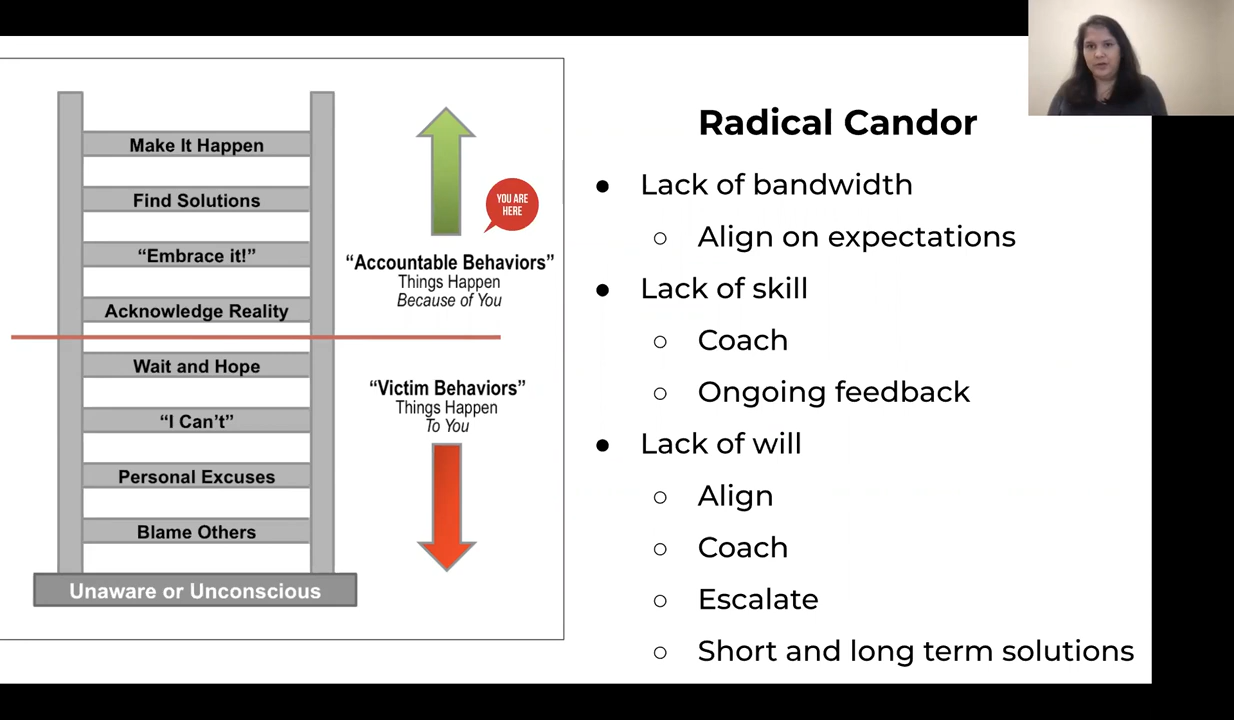 Make It Happen
Find Solutions
“Embrace it!”
Acknowledge Reality
Wait and Hope
“I Can’t”
Personal Excuses
Blame Others
Unaware or Unconscious
YOU ARE
HERE
“Accountable Behaviors”
Things Happen
Because of You
“Victim Behaviors”
Things Happen
To You
Radical Candor
● Lack of bandwidth
○ Align on expectations
● Lack of skill
○ Coach
○ Ongoing feedback
● Lack of will
○ Align
○ Coach
○ Escalate
○ Short and long term solutions